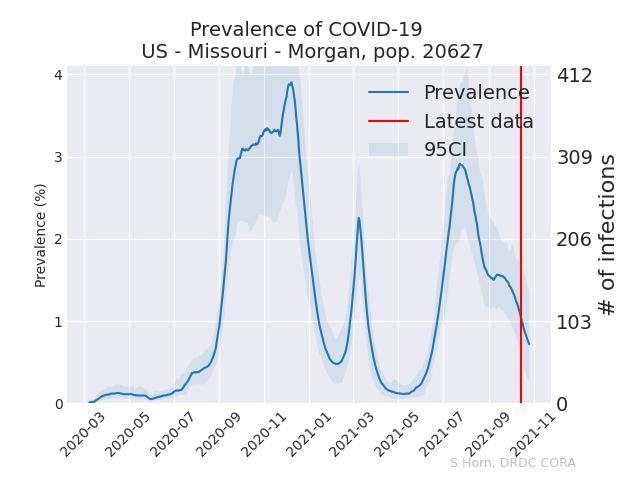 Prevalence of COVID-19
US - Missouri - Morgan, pop. 20627
Prevalence
Latest data
95CI
Prevalence (%)
4
3
2
1
0
412
309
206
103
0
# of infections
2020-03
2020-05
2020-07
2020-09
2020-11
2021-01
2021-03
2021-05
2021-07
2021-09
2021-11
S Horn, DRDC CORA